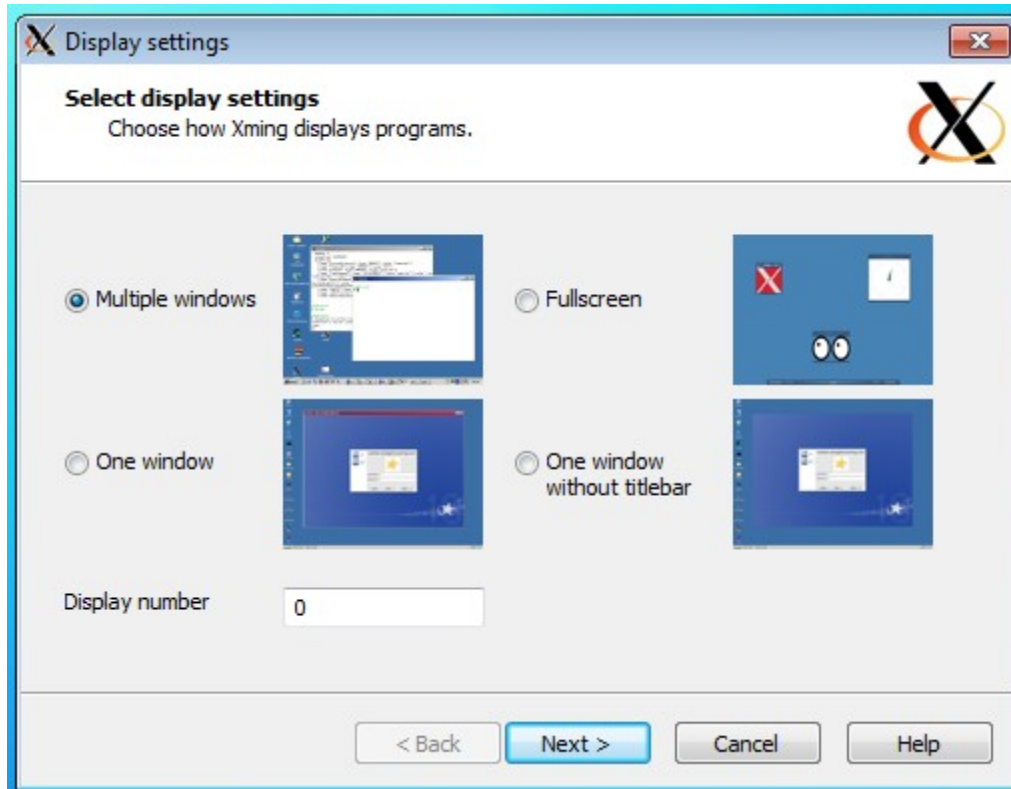 Display settings
Select display settings
Choose how Xming displays programs.
Multiple windows
Fullscreen
One window
One window
without titlebar
Display number
0
< Back
Next >
Cancel
Help